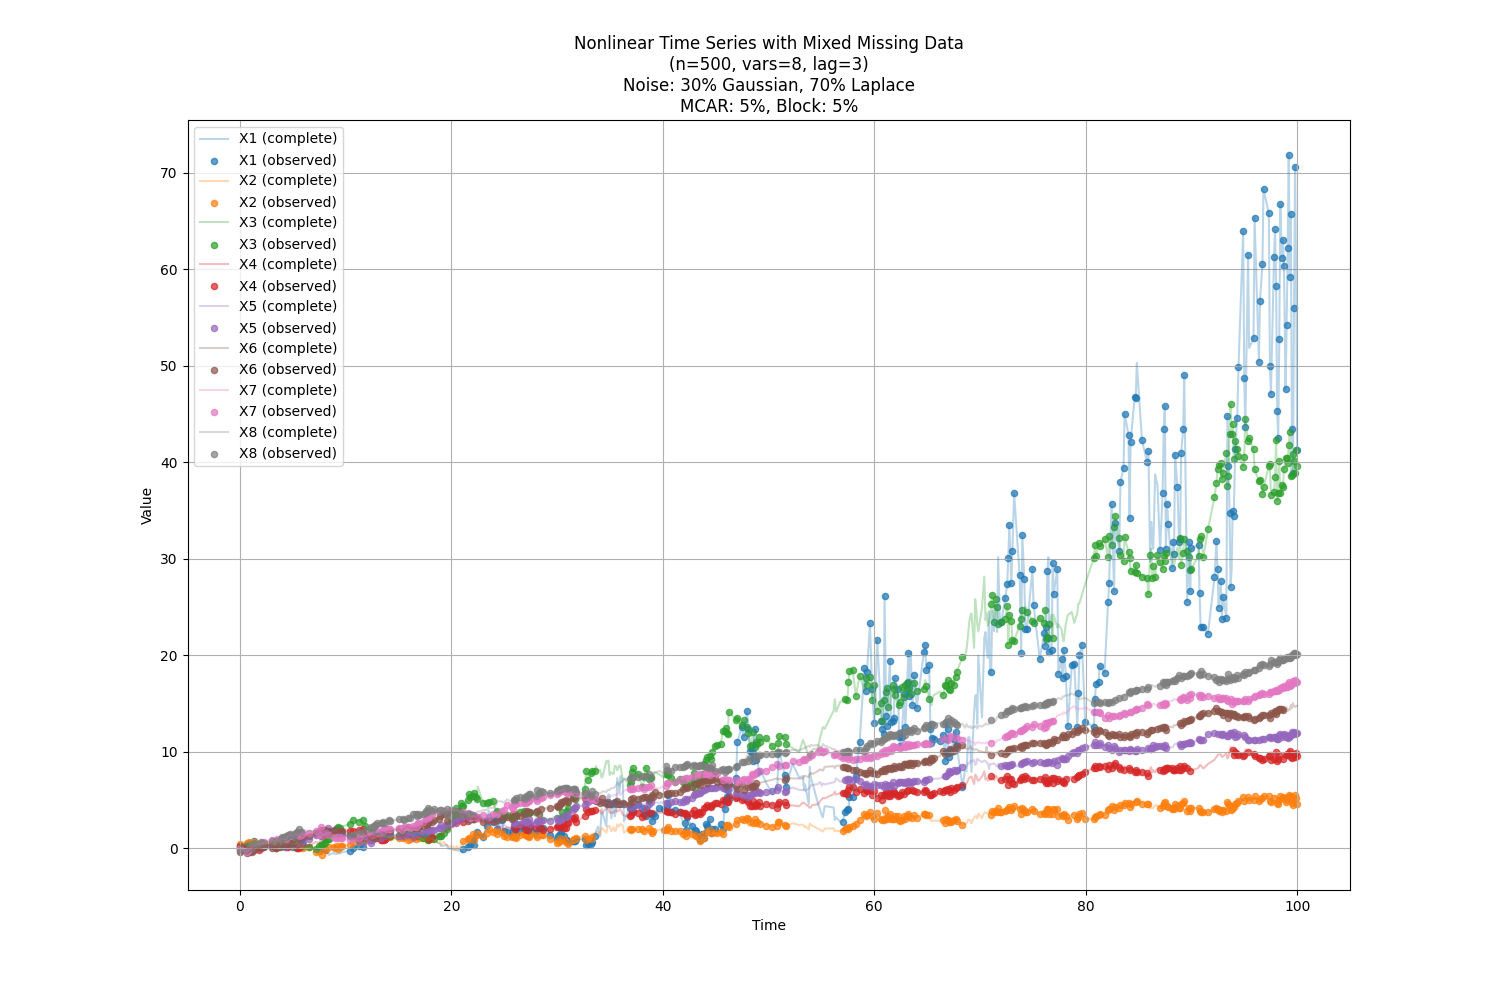 Nonlinear Time Series with Mixed Missing Data
(n=500, vars=8, lag=3)
Noise: 30% Gaussian, 70% Laplace
MCAR: 5%, Block: 5%
X1 (complete)
X1 (observed)
X2 (complete)
X2 (observed)
X3 (complete)
X3 (observed)
X4 (complete)
X4 (observed)
X5 (complete)
X5 (observed)
X6 (complete)
X6 (observed)
X7 (complete)
X7 (observed)
X8 (complete)
X8 (observed)
Value
70
60
50
40
30
20
10
0
0 20 40 60 80 100
Time